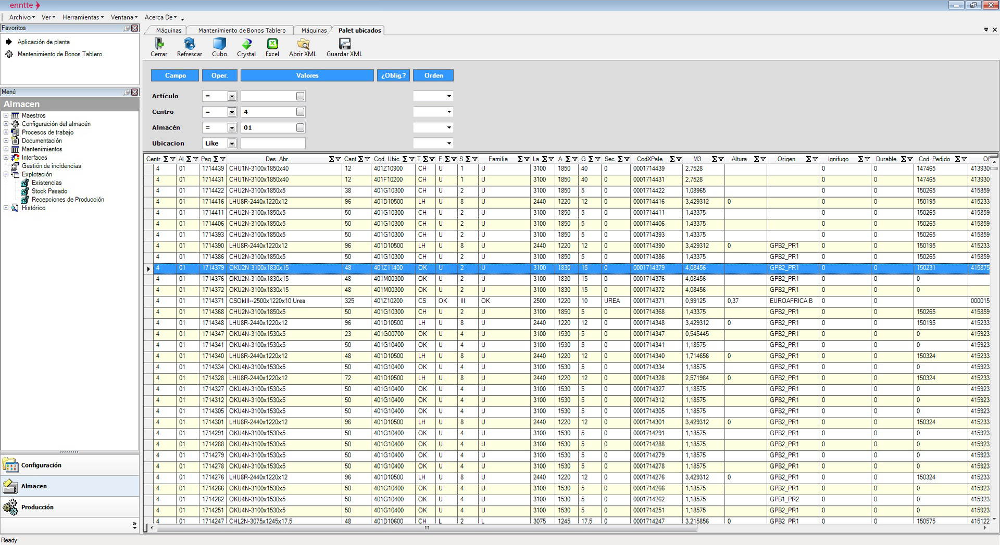 enntte
Archivo Ver Herramientas Ventana Acerca De
Favoritos
Aplicación de planta
Mantenimiento de Bonos Tablero
Menú
Almacen
Maestros
Configuración del almacén
Procesos de trabajo
Documentación
Mantenimientos
Interfaces
Gestión de incidencias
Explotación
Existencias
Stock Pasado
Recepciones de Producción
Histórico
Configuración
Almacen
Producción
Ready
Máquinas Mantenimiento de Bonos Tablero Máquinas Palet ubicados
Cerrar Refrescar Cubo Crystal Excel Abrir XML Guardar XML
Campo Oper. Valores ¿Oblig.? Orden
Artículo =
Centro = 4
Almacén = 01
Ubicacion Like
Centr Al Paq Des. Abr. Cant Cod. Ubic T F S Familia La A G Sec CodXPale M3 Altura Origen Ignifugo Durable Cod. Pedido
4 01 1714439 CHU1N-3100x1850x40 12 401Z10900 CH U 1 U 3100 1850 40 0 0001714439 2,7528 0 0 147465 413930
4 01 1714431 CHU1N-3100x1850x40 12 401F10200 CH U 1 U 3100 1850 40 0 0001714431 2,7528 0 0 147465 413930
4 01 1714422 CHU2N-3100x1850x5 38 401G10300 CH U 2 U 3100 1850 5 0 0001714422 1,08965 0 0 150265 415859
4 01 1714416 LHU8R-2440x1220x12 96 401D10500 LH U 8 U 2440 1220 12 0 0001714416 3,429312 0 0 0 150195 415233
4 01 1714411 CHU2N-3100x1850x5 50 401G10300 CH U 2 U 3100 1850 5 0 0001714411 1,43375 0 0 150265 415859
4 01 1714406 CHU2N-3100x1850x5 50 401G10300 CH U 2 U 3100 1850 5 0 0001714406 1,43375 0 0 150265 415859
4 01 1714393 CHU2N-3100x1850x5 50 401G10300 CH U 2 U 3100 1850 5 0 0001714393 1,43375 0 0 150265 415859
4 01 1714390 LHU8R-2440x1220x12 96 401D10500 LH U 8 U 2440 1220 12 0 0001714390 3,429312 0 GPB2_PR1 0 0 150195 415233
4 01 1714386 CHU2N-3100x1850x5 50 401G10300 CH U 2 U 3100 1850 5 0 0001714386 1,43375 GPB2_PR1 0 0 150265 415859
4 01 1714379 OKU2N-3100x1830x15 48 401Z11400 OK U 2 U 3100 1830 15 0 0001714379 4,08456 GPB2_PR1 0 0 150231 415875
4 01 1714376 OKU2N-3100x1830x15 48 401M00300 OK U 2 U 3100 1830 15 0 0001714376 4,08456 GPB2_PR1 0 0 0
4 01 1714372 OKU2N-3100x1830x15 48 401M00300 OK U 2 U 3100 1830 15 0 0001714372 4,08456 GPB2_PR1 0 0 0
4 01 1714371 CSOkIII--2500x1220x10 Urea 325 401Z10200 CS OK III OK 2500 1220 10 UREA 0001714371 0,99125 0,37 EUROAFRICA B 0 0 000015
4 01 1714368 CHU2N-3100x1850x5 50 401G10300 CH U 2 U 3100 1850 5 0 0001714368 1,43375 GPB2_PR1 0 0 150265 415859
4 01 1714348 LHU8R-2440x1220x12 96 401D10500 LH U 8 U 2440 1220 12 0 0001714348 3,429312 0 GPB2_PR1 0 0 150195 415233
4 01 1714347 OKU4N-3100x1530x5 23 401G00700 OK U 4 U 3100 1530 5 0 0001714347 0,545445 GPB2_PR1 0 0 0 415923
4 01 1714341 OKU4N-3100x1530x5 50 401G10400 OK U 4 U 3100 1530 5 0 0001714341 1,18575 GPB2_PR1 0 0 0 415923
4 01 1714340 LHU8R-2440x1220x12 48 401D10500 LH U 8 U 2440 1220 12 0 0001714340 1,714656 0 GPB2_PR1 0 0 150324 415233
4 01 1714334 OKU4N-3100x1530x5 50 401G10400 OK U 4 U 3100 1530 5 0 0001714334 1,18575 GPB2_PR1 0 0 0 415923
4 01 1714328 LHU8R-2440x1220x12 72 401D10500 LH U 8 U 2440 1220 12 0 0001714328 2,571984 0 GPB2_PR1 0 0 150324 415233
4 01 1714327 OKU4N-3100x1530x5 50 401G10400 OK U 4 U 3100 1530 5 0 0001714327 1,18575 GPB2_PR1 0 0 0 415923
4 01 1714312 OKU4N-3100x1530x5 50 401G10400 OK U 4 U 3100 1530 5 0 0001714312 1,18575 GPB2_PR1 0 0 0 415923
4 01 1714305 OKU4N-3100x1530x5 50 401G10400 OK U 4 U 3100 1530 5 0 0001714305 1,18575 GPB2_PR1 0 0 0 415923
4 01 1714301 LHU8R-2440x1220x12 96 401D10500 LH U 8 U 2440 1220 12 0 0001714301 3,429312 0 GPB2_PR1 0 0 150324 415233
4 01 1714291 OKU4N-3100x1530x5 50 401G10400 OK U 4 U 3100 1530 5 0 0001714291 1,18575 GPB2_PR1 0 0 0 415923
4 01 1714288 OKU4N-3100x1530x5 50 401G10400 OK U 4 U 3100 1530 5 0 0001714288 1,18575 GPB2_PR1 0 0 0 415923
4 01 1714279 OKU4N-3100x1530x5 50 401G10400 OK U 4 U 3100 1530 5 0 0001714279 1,18575 GPB2_PR1 0 0 0 415923
4 01 1714278 OKU4N-3100x1530x5 50 401G10400 OK U 4 U 3100 1530 5 0 0001714278 1,18575 GPB2_PR1 0 0 0 415923
4 01 1714276 LHU8R-2440x1220x12 96 401D10500 LH U 8 U 2440 1220 12 0 0001714276 3,429312 0 GPB2_PR1 0 0 150324 415233
4 01 1714266 OKU4N-3100x1530x5 50 401G10400 OK U 4 U 3100 1530 5 0 0001714266 1,18575 GPB2_PR1 0 0 0 415923
4 01 1714262 OKU4N-3100x1530x5 50 401G10400 OK U 4 U 3100 1530 5 0 0001714262 1,18575 GPB1_PR2 0 0 0 415923
4 01 1714251 OKU4N-3100x1530x5 50 401G10400 OK U 4 U 3100 1530 5 0 0001714251 1,18575 GPB2_PR1 0 0 0 415923
4 01 1714247 CHL2N-3075x1245x17.5 48 401D10600 CH L 2 L 3075 1245 17.5 0 0001714247 3,215856 0 GPB2_PR1 0 0 150575 415122